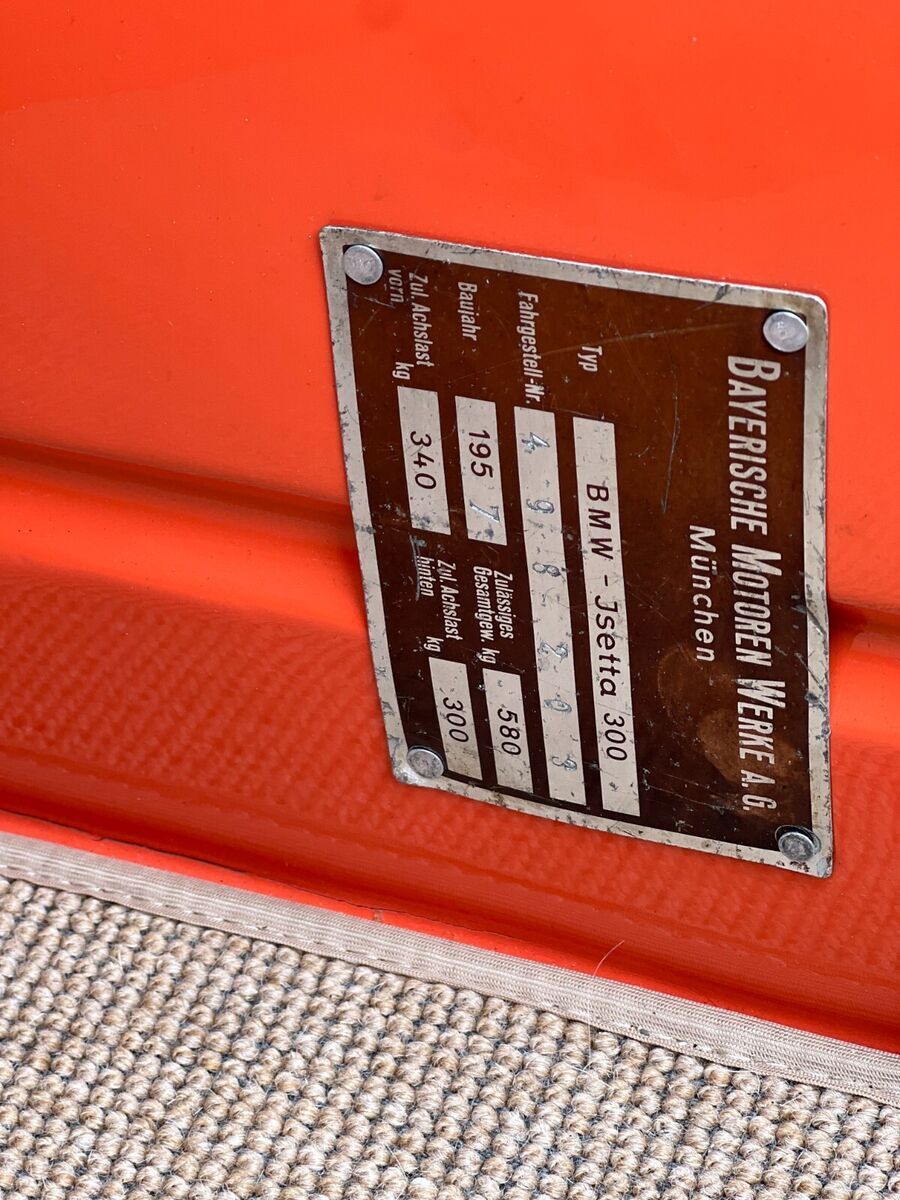 BAYERISCHE MOTOREN WERKE A. G.
München
Typ BMW - Jsetta 300
Fahrgestell-Nr. 498203
Baujahr 1957 Zulässiges Gesamtgew. kg 580
Zul. Achslast vorn. kg 340 Zul. Achslast hinten kg 300